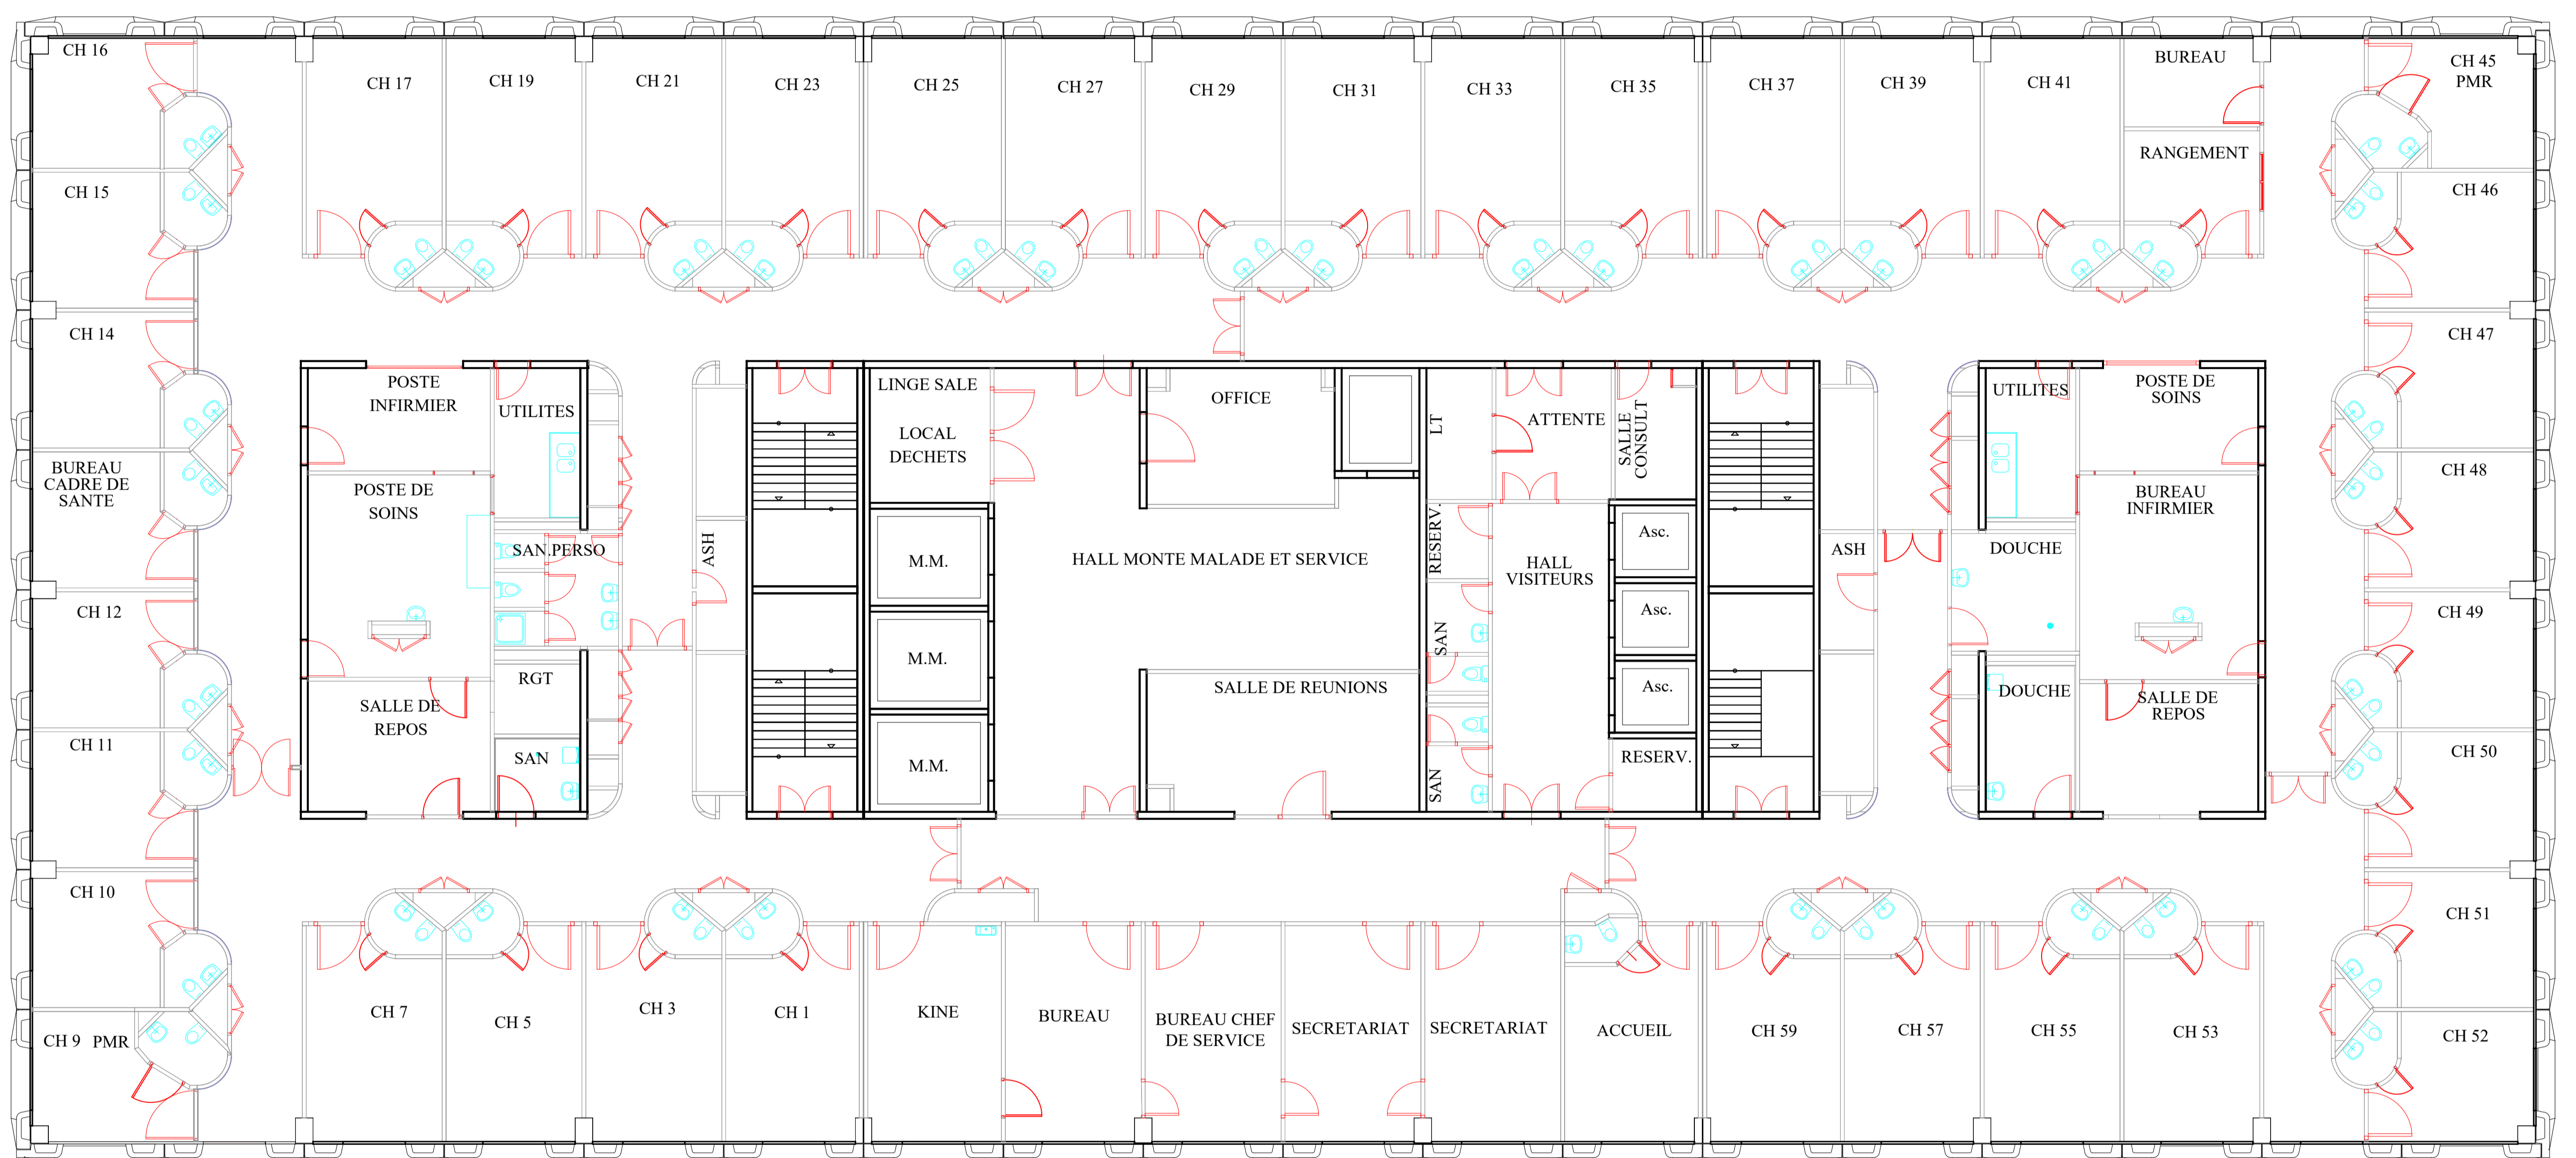 CH 16
CH 17
CH 19
CH 21
CH 23
CH 25
CH 27
CH 29
CH 31
CH 33
CH 35
CH 37
CH 39
CH 41
BUREAU
RANGEMENT
CH 45
PMR
CH 15
CH 46
CH 14
CH 47
BUREAU
CADRE DE
SANTE
CH 48
CH 12
CH 49
CH 11
CH 50
CH 10
CH 51
CH 9 PMR
CH 52
POSTE
INFIRMIER
UTILITES
POSTE DE
SOINS
SAN.PERSO
RGT
SALLE DE
REPOS
SAN
ASH
LINGE SALE
LOCAL
DECHETS
M.M.
M.M.
M.M.
OFFICE
HALL MONTE MALADE ET SERVICE
SALLE DE REUNIONS
LT
ATTENTE
SALLE
CONSULT
RESERV.
SAN
SAN
HALL
VISITEURS
Asc.
Asc.
Asc.
RESERV.
ASH
UTILITES
POSTE DE
SOINS
BUREAU
INFIRMIER
DOUCHE
DOUCHE
SALLE DE
REPOS
CH 7
CH 5
CH 3
CH 1
KINE
BUREAU
BUREAU CHEF
DE SERVICE
SECRETARIAT
SECRETARIAT
ACCUEIL
CH 59
CH 57
CH 55
CH 53